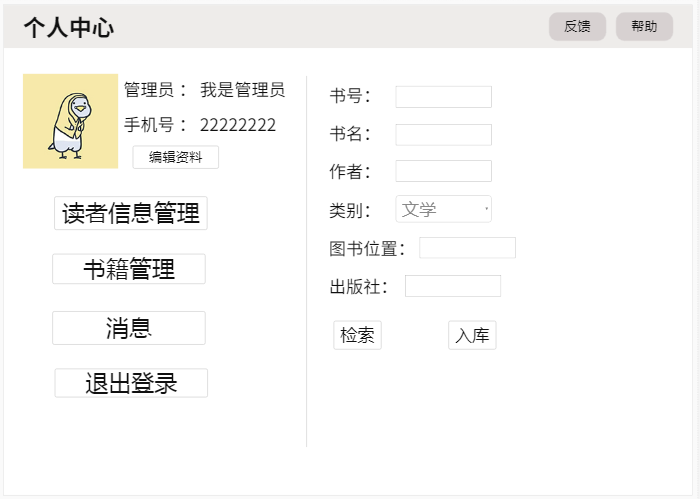 个人中心
反馈
帮助
管理员： 我是管理员
手机号： 22222222
编辑资料
读者信息管理
书籍管理
消息
退出登录
书号：
书名：
作者：
类别： 文学
图书位置：
出版社：
检索
入库